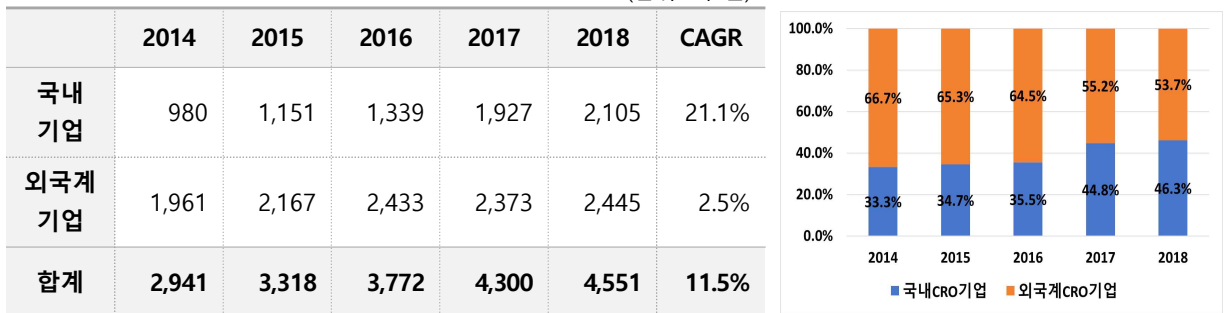 2014 2015 2016 2017 2018 CAGR
국내
기업
980 1,151 1,339 1,927 2,105 21.1%
외국계
기업
1,961 2,167 2,433 2,373 2,445 2.5%
합계 2,941 3,318 3,772 4,300 4,551 11.5%
100.0%
80.0%
60.0%
40.0%
20.0%
0.0%
66.7% 65.3% 64.5% 55.2% 53.7%
33.3% 34.7% 35.5% 44.8% 46.3%
2014 2015 2016 2017 2018
국내CRO기업 외국계CRO기업